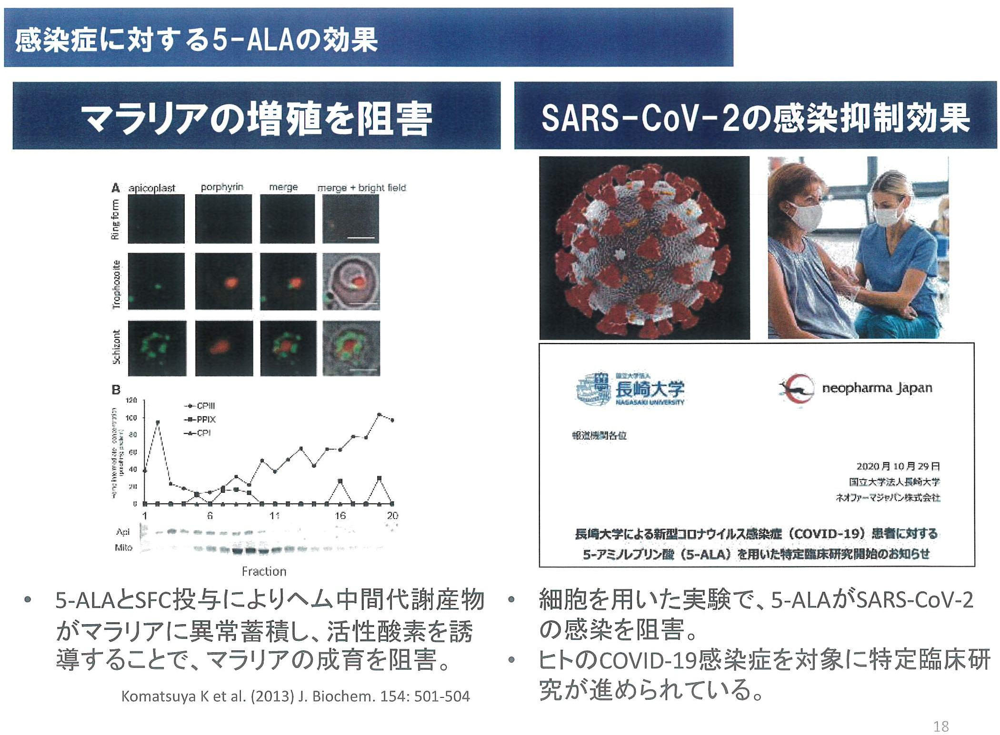 感染症に対する5-ALAの効果
マラリアの増殖を阻害
A apicoplast porphyrin merge merge + bright field
Ring form
Trophozoite
Schizont
B
120
100
80
60
40
20
0
CPIII
PPIX
CPI
1 6 11 16 20
Api
Mito
Fraction
• 5-ALAとSFC投与によりヘム中間代謝産物
がマラリアに異常蓄積し、活性酸素を誘
導することで、マラリアの成育を阻害。
Komatsuya K et al. (2013) J. Biochem. 154: 501-504
SARS-CoV-2の感染抑制効果
国立大学法人
長崎大学
NAGASAKI UNIVERSITY
neopharma Japan
報道機関各位
2020月10月29日
国立大学法人長崎大学
ネオファーマジャパン株式会社
長崎大学による新型コロナウイルス感染症（COVID-19）患者に対する
5-アミノレブリン酸（5-ALA）を用いた特定臨床研究開始のお知らせ
• 細胞を用いた実験で、5-ALAがSARS-CoV-2
の感染を阻害。
• ヒトのCOVID-19感染症を対象に特定臨床研
究が進められている。
18